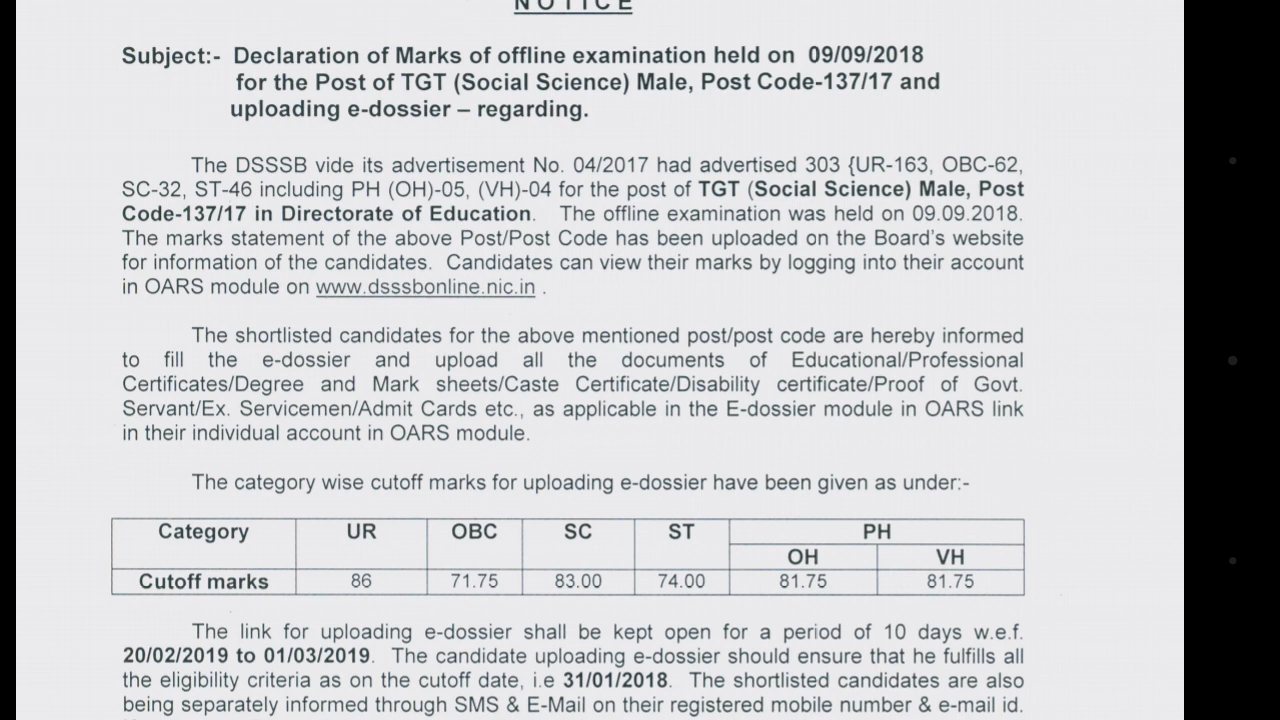 NOTICE
Subject:- Declaration of Marks of offline examination held on 09/09/2018
for the Post of TGT (Social Science) Male, Post Code-137/17 and
uploading e-dossier – regarding.
The DSSSB vide its advertisement No. 04/2017 had advertised 303 {UR-163, OBC-62,
SC-32, ST-46 including PH (OH)-05, (VH)-04 for the post of TGT (Social Science) Male, Post
Code-137/17 in Directorate of Education. The offline examination was held on 09.09.2018.
The marks statement of the above Post/Post Code has been uploaded on the Board's website
for information of the candidates. Candidates can view their marks by logging into their account
in OARS module on www.dsssbonline.nic.in .
The shortlisted candidates for the above mentioned post/post code are hereby informed
to fill the e-dossier and upload all the documents of Educational/Professional
Certificates/Degree and Mark sheets/Caste Certificate/Disability certificate/Proof of Govt.
Servant/Ex. Servicemen/Admit Cards etc., as applicable in the E-dossier module in OARS link
in their individual account in OARS module.
The category wise cutoff marks for uploading e-dossier have been given as under:-
Category UR OBC SC ST PH
OH VH
Cutoff marks 86 71.75 83.00 74.00 81.75 81.75
The link for uploading e-dossier shall be kept open for a period of 10 days w.e.f.
20/02/2019 to 01/03/2019. The candidate uploading e-dossier should ensure that he fulfills all
the eligibility criteria as on the cutoff date, i.e 31/01/2018. The shortlisted candidates are also
being separately informed through SMS & E-Mail on their registered mobile number & e-mail id.